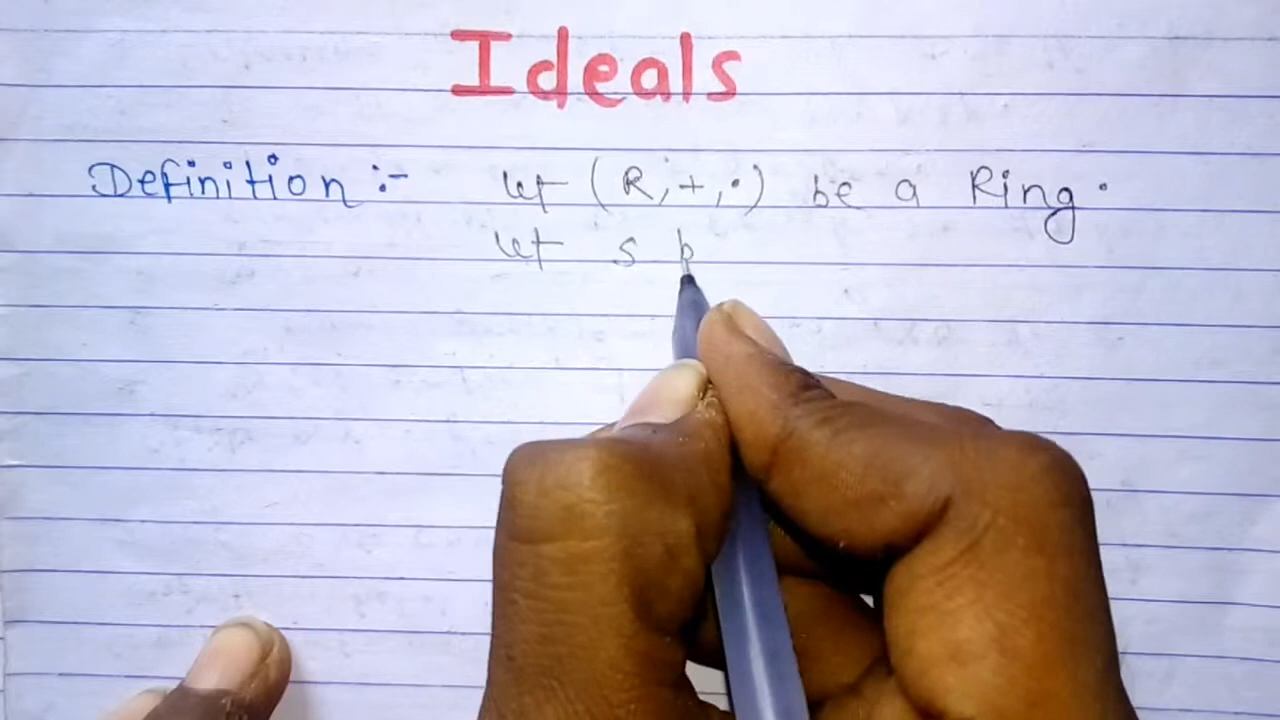 Ideals
Definition :- let (R, +, ·) be a Ring.
let s b